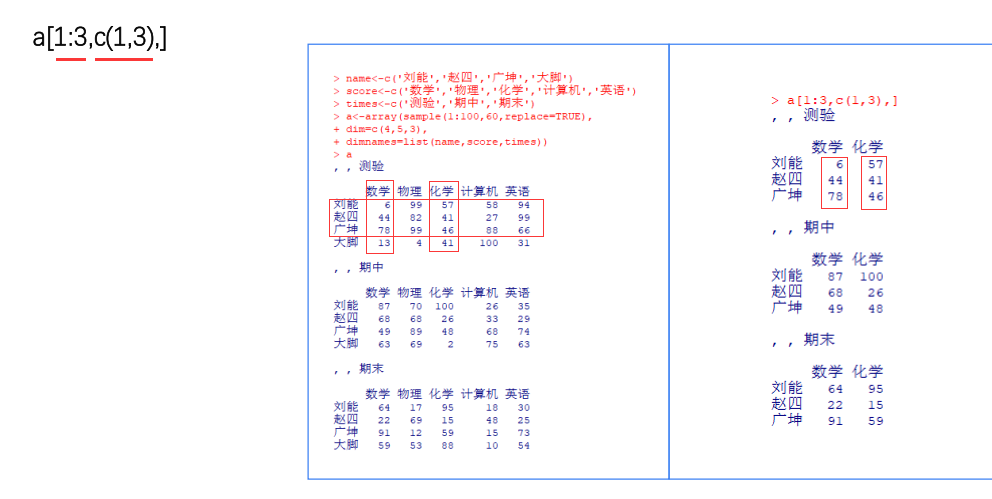 a[1:3,c(1,3),]
> name<-c('刘能','赵四','广坤','大脚')
> score<-c('数学','物理','化学','计算机','英语')
> times<-c('测验','期中','期末')
> a<-array(sample(1:100,60,replace=TRUE),
+ dim=c(4,5,3),
+ dimnames=list(name,score,times))
> a
, , 测验
数学 物理 化学 计算机 英语
刘能 6 99 57 58 94
赵四 44 82 41 27 99
广坤 78 99 46 88 66
大脚 13 4 41 100 31
, , 期中
数学 物理 化学 计算机 英语
刘能 87 70 100 26 35
赵四 68 68 26 33 29
广坤 49 89 48 68 74
大脚 63 69 2 75 63
, , 期末
数学 物理 化学 计算机 英语
刘能 64 17 95 18 30
赵四 22 69 15 48 25
广坤 91 12 59 15 73
大脚 59 53 88 10 54
> a[1:3,c(1,3),]
, , 测验
数学 化学
刘能 6 57
赵四 44 41
广坤 78 46
, , 期中
数学 化学
刘能 87 100
赵四 68 26
广坤 49 48
, , 期末
数学 化学
刘能 64 95
赵四 22 15
广坤 91 59